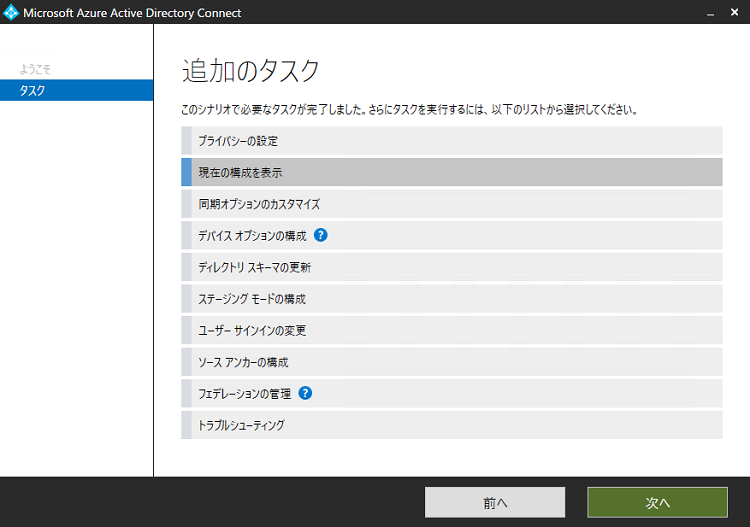 Microsoft Azure Active Directory Connect
ようこそ
タスク
追加のタスク
このシナリオで必要なタスクが完了しました。さらにタスクを実行するには、以下のリストから選択してください。
プライバシーの設定
現在の構成を表示
同期オプションのカスタマイズ
デバイス オプションの構成 ?
ディレクトリ スキーマの更新
ステージング モードの構成
ユーザー サインインの変更
ソース アンカーの構成
フェデレーションの管理 ?
トラブルシューティング
前へ
次へ